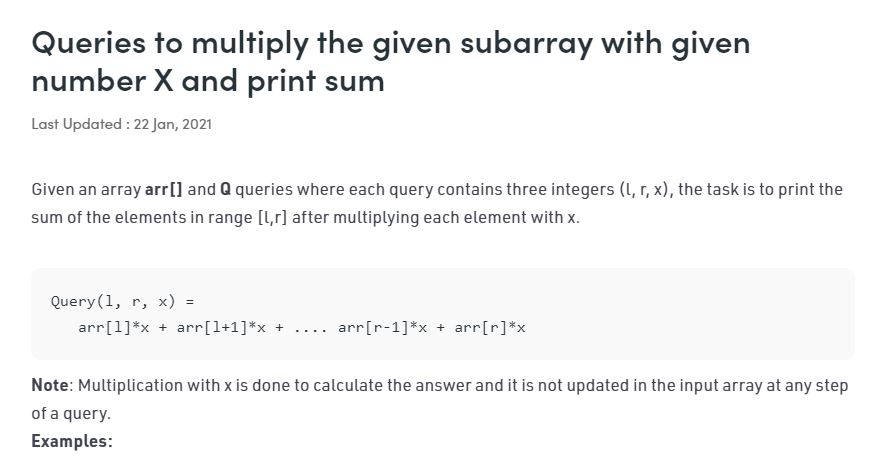 Queries to multiply the given subarray with given
number X and print sum
Last Updated : 22 Jan, 2021
Given an array arr[] and Q queries where each query contains three integers (l, r, x), the task is to print the
sum of the elements in range [l,r] after multiplying each element with x.
Query(l, r, x) =
arr[l]*x + arr[l+1]*x + .... arr[r-1]*x + arr[r]*x
Note: Multiplication with x is done to calculate the answer and it is not updated in the input array at any step
of a query.
Examples: